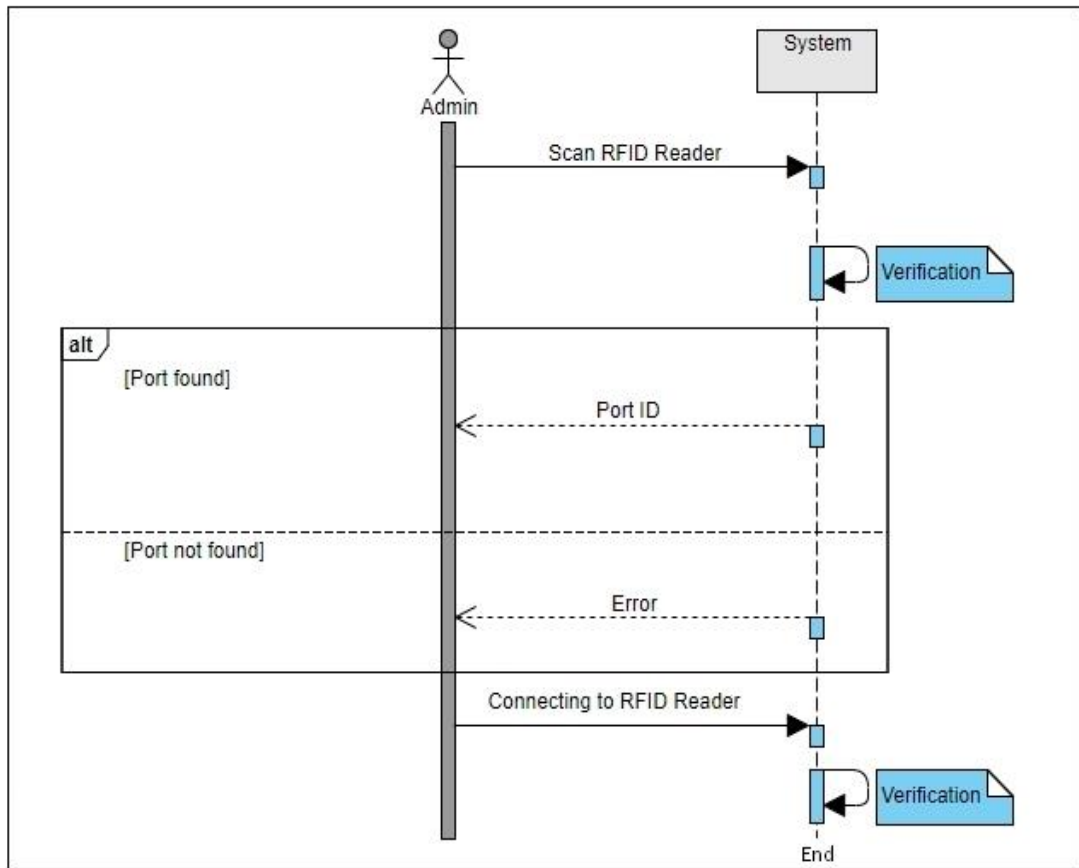 System
Admin
Scan RFID Reader
Verification
alt
[Port found]
Port ID
[Port not found]
Error
Connecting to RFID Reader
Verification
End